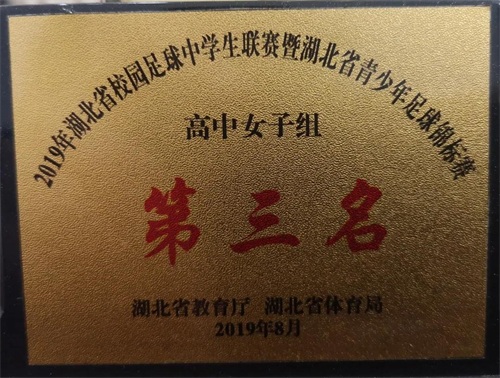 2019年湖北省校园足球中学生联赛暨湖北省青少年足球锦标赛
高中女子组
第三名
湖北省教育厅 湖北省体育局
2019年8月